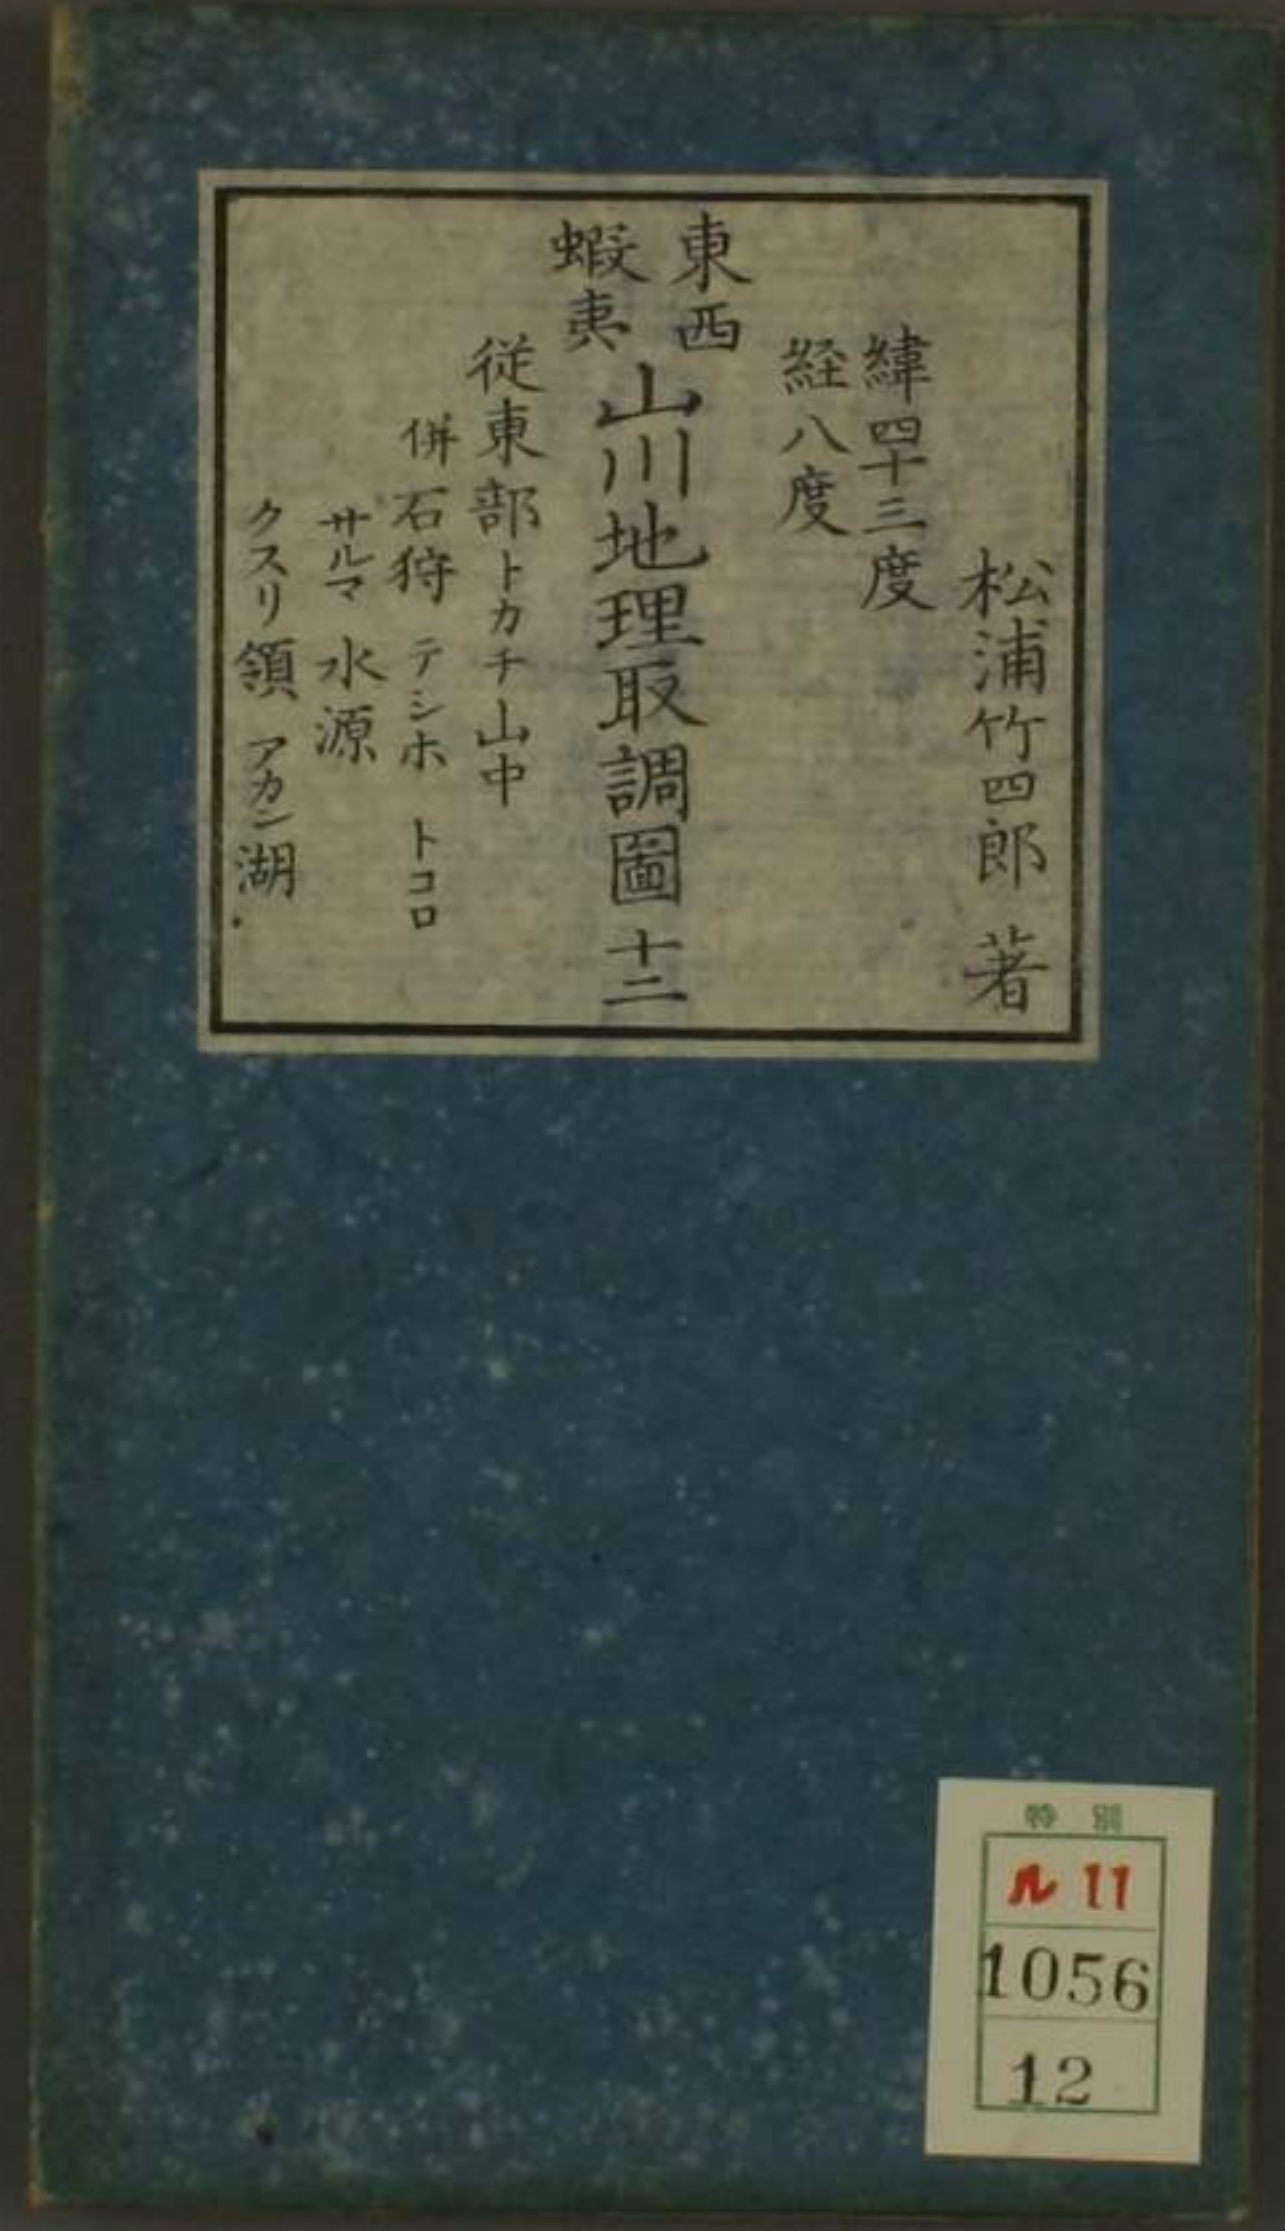 松浦竹四郎 著
緯四十三度
経八度
東西
蝦夷
山川地理取調圖 十二
従東部トカチ山中
併石狩 テシホ トコロ
サルマ 水源
クスリ領 アカン湖
特別
ル 11
1056
12